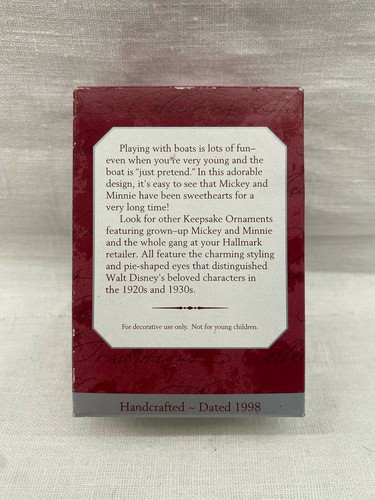 Playing with boats is lots of fun–
even when you're very young and the
boat is "just pretend." In this adorable
design, it's easy to see that Mickey and
Minnie have been sweethearts for a
very long time!
Look for other Keepsake Ornaments
featuring grown–up Mickey and Minnie
and the whole gang at your Hallmark
retailer. All feature the charming styling
and pie-shaped eyes that distinguished
Walt Disney's beloved characters in
the 1920s and 1930s.
For decorative use only. Not for young children.
Handcrafted ~ Dated 1998